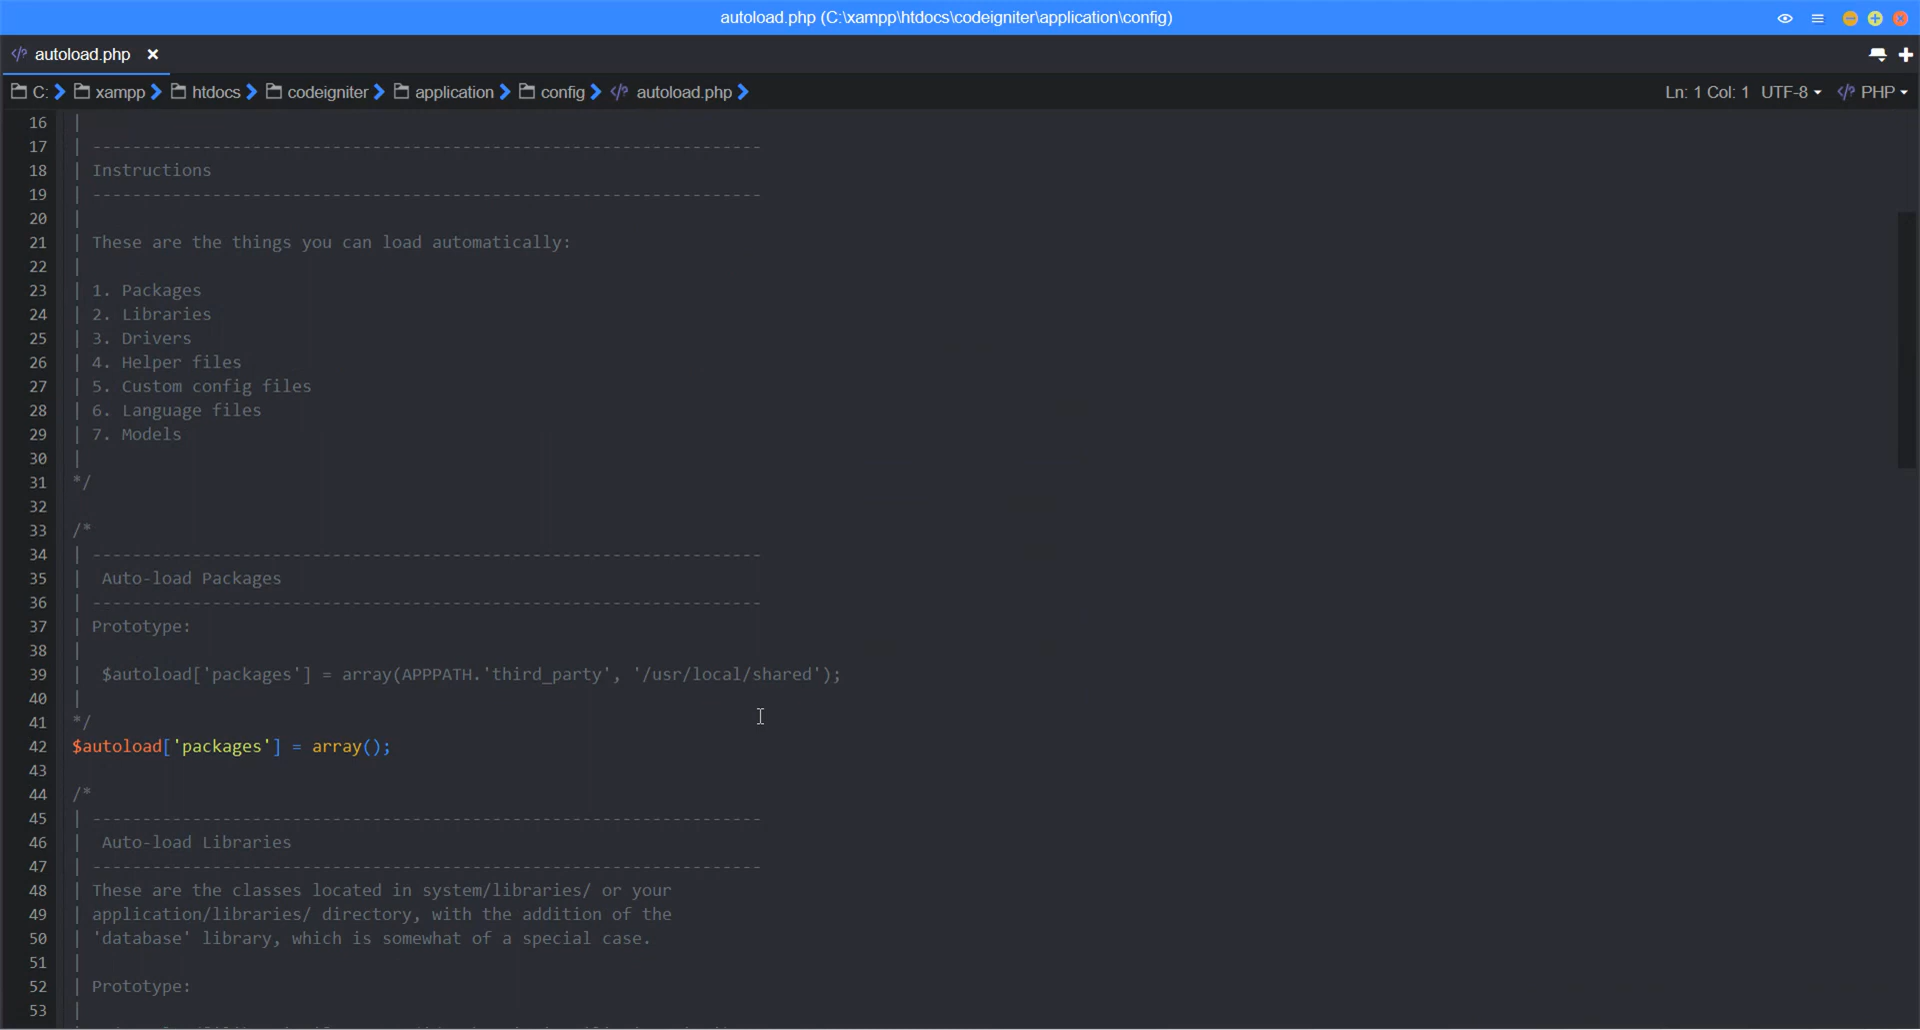 autoload.php (C:\xampp\htdocs\codeigniter\application\config)
</> autoload.php ×
C: xampp htdocs codeigniter application config autoload.php Ln: 1 Col: 1 UTF-8 PHP
16 |
17 | -------------------------------------------------------------------
18 | Instructions
19 | -------------------------------------------------------------------
20 |
21 | These are the things you can load automatically:
22 |
23 | 1. Packages
24 | 2. Libraries
25 | 3. Drivers
26 | 4. Helper files
27 | 5. Custom config files
28 | 6. Language files
29 | 7. Models
30 |
31 */
32
33 /*
34 | -------------------------------------------------------------------
35 |  Auto-load Packages
36 | -------------------------------------------------------------------
37 | Prototype:
38 |
39 |  $autoload['packages'] = array(APPPATH.'third_party', '/usr/local/shared');
40 |
41 */
42 $autoload['packages'] = array();
43
44 /*
45 | -------------------------------------------------------------------
46 |  Auto-load Libraries
47 | -------------------------------------------------------------------
48 | These are the classes located in system/libraries/ or your
49 | application/libraries/ directory, with the addition of the
50 | 'database' library, which is somewhat of a special case.
51 |
52 | Prototype:
53 |